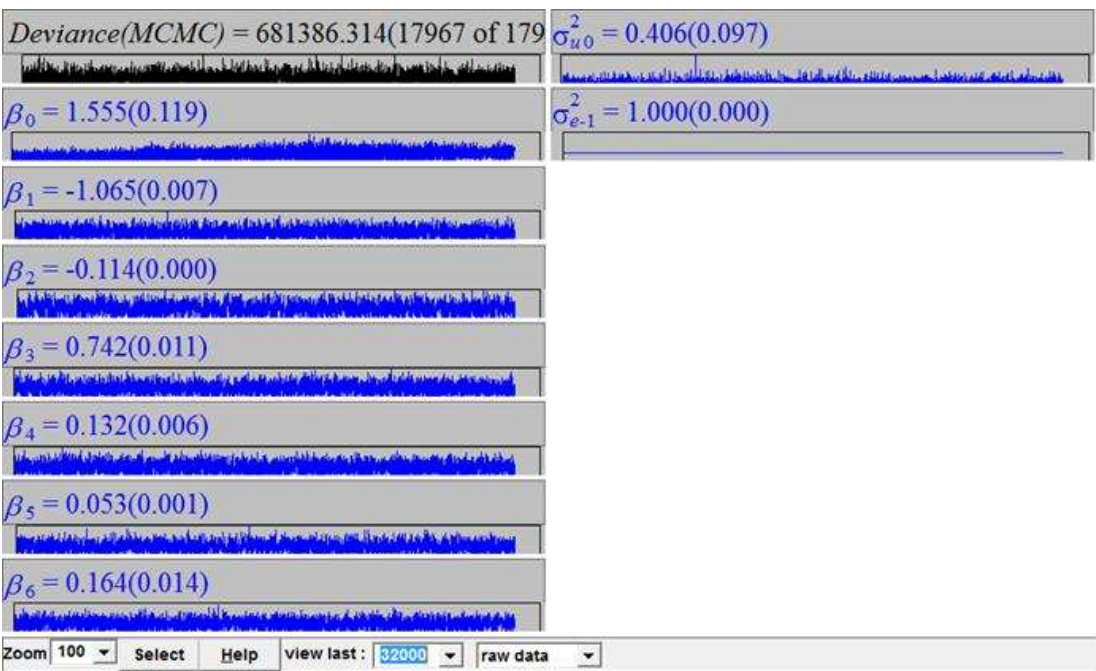 Deviance(MCMC) = 681386.314(17967 of 179
β0 = 1.555(0.119)
β1 = -1.065(0.007)
β2 = -0.114(0.000)
β3 = 0.742(0.011)
β4 = 0.132(0.006)
β5 = 0.053(0.001)
β6 = 0.164(0.014)
σ²u0 = 0.406(0.097)
σ²e-1 = 1.000(0.000)
Zoom 100 Select Help view last : 32000 raw data